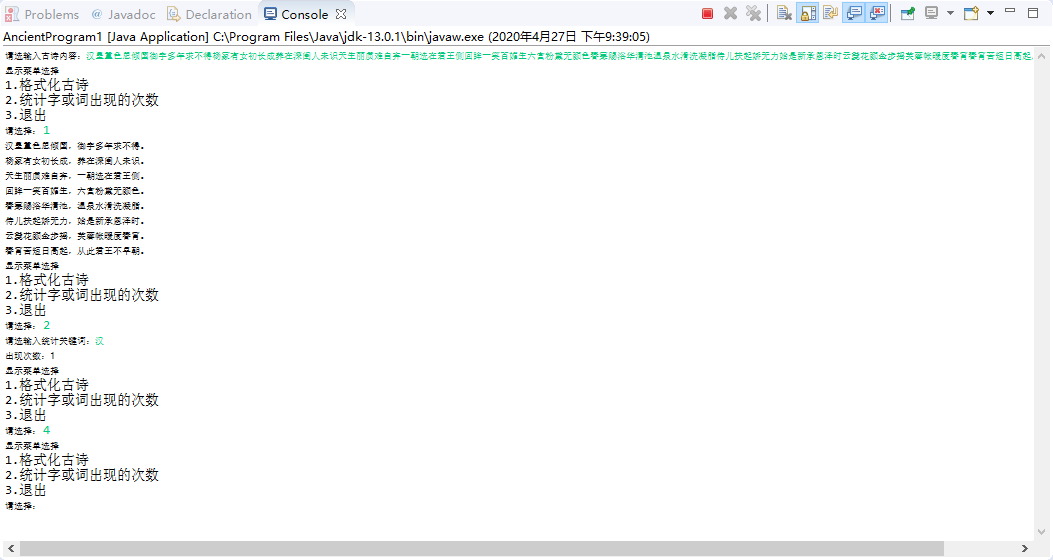 Problems @ Javadoc Declaration Console
AncientProgram1 [Java Application] C:\Program Files\Java\jdk-13.0.1\bin\javaw.exe (2020年4月27日 下午9:39:05)
请选输入古诗内容：汉皇重色思倾国御宇多年求不得杨家有女初长成养在深闺人未识天生丽质难自弃一朝选在君王侧回眸一笑百媚生六宫粉黛无颜色春寒赐浴华清池温泉水滑洗凝脂侍儿扶起娇无力始是新承恩泽时云鬓花颜金步摇芙蓉帐暖度春宵春宵苦短日高起
显示菜单选择
1.格式化古诗
2.统计字或词出现的次数
3.退出
请选择：1
汉皇重色思倾国，御宇多年求不得。
杨家有女初长成，养在深闺人未识。
天生丽质难自弃，一朝选在君王侧。
回眸一笑百媚生，六宫粉黛无颜色。
春寒赐浴华清池，温泉水滑洗凝脂。
侍儿扶起娇无力，始是新承恩泽时。
云鬓花颜金步摇，芙蓉帐暖度春宵。
春宵苦短日高起，从此君王不早朝。
显示菜单选择
1.格式化古诗
2.统计字或词出现的次数
3.退出
请选择：2
请选输入统计关键词：汉
出现次数：1
显示菜单选择
1.格式化古诗
2.统计字或词出现的次数
3.退出
请选择：4
显示菜单选择
1.格式化古诗
2.统计字或词出现的次数
3.退出
请选择：